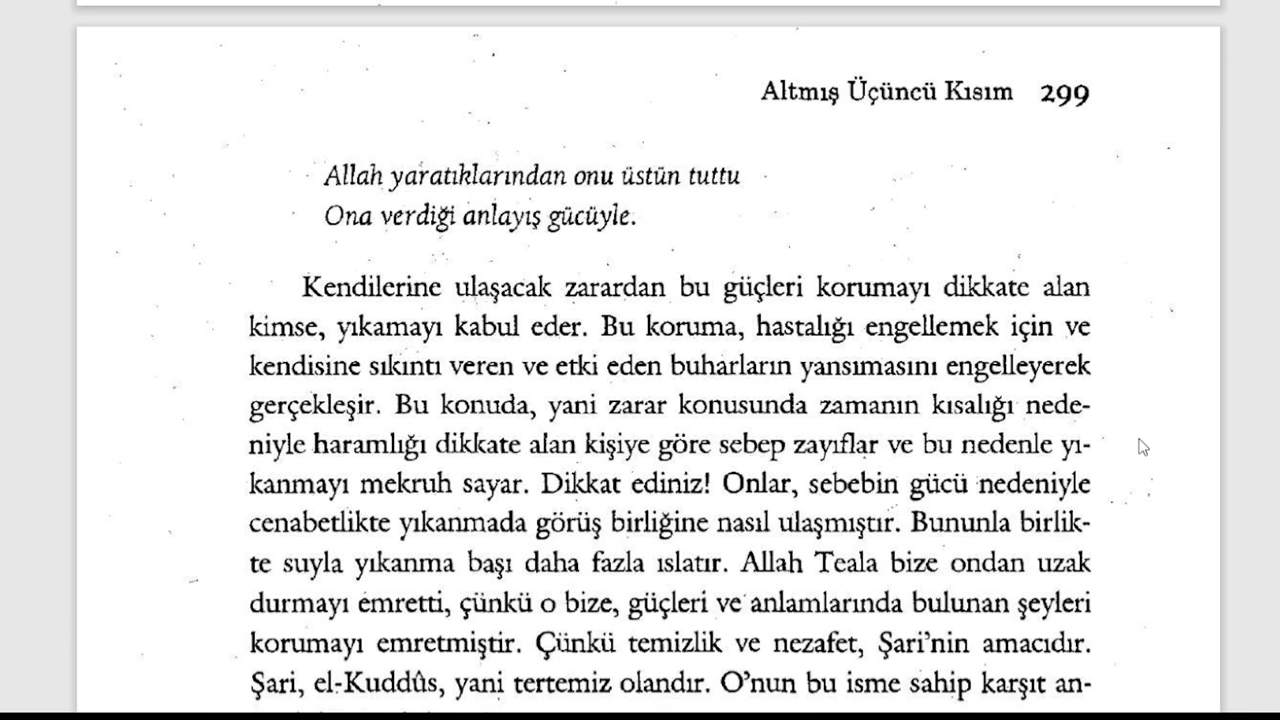 Altmış Üçüncü Kısım 299
Allah yaratıklarından onu üstün tuttu
Ona verdiği anlayış gücüyle.
Kendilerine ulaşacak zarardan bu güçleri korumayı dikkate alan
kimse, yıkamayı kabul eder. Bu koruma, hastalığı engellemek için ve
kendisine sıkıntı veren ve etki eden buharların yansımasını engelleyerek
gerçekleşir. Bu konuda, yani zarar konusunda zamanın kısalığı nede-
niyle haramlığı dikkate alan kişiye göre sebep zayıflar ve bu nedenle yı-
kanmayı mekruh sayar. Dikkat ediniz! Onlar, sebebin gücü nedeniyle
cenabetlikte yıkanmada görüş birliğine nasıl ulaşmıştır. Bununla birlik-
te suyla yıkanma başı daha fazla ıslatır. Allah Teala bize ondan uzak
durmayı emretti, çünkü o bize, güçleri ve anlamlarında bulunan şeyleri
korumayı emretmiştir. Çünkü temizlik ve nezafet, Şari’nin amacıdır.
Şari, el-Kuddûs, yani tertemiz olandır. O’nun bu isme sahip karşıt an-